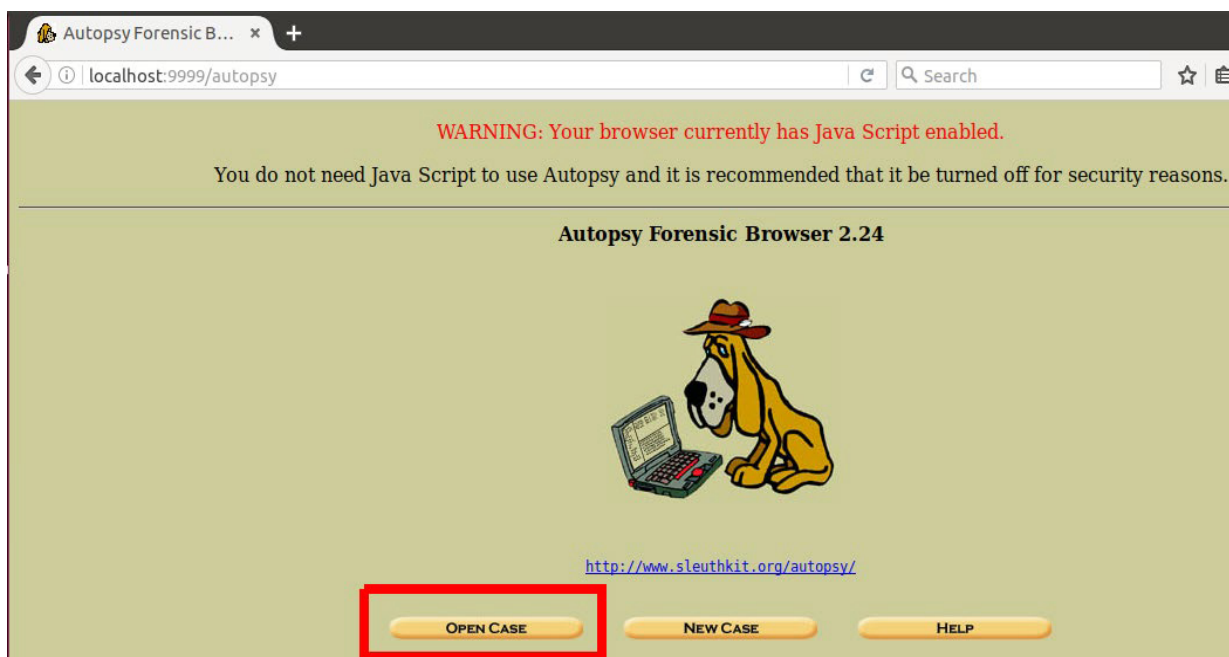 Autopsy Forensic B... × +
localhost:9999/autopsy
Search
WARNING: Your browser currently has Java Script enabled.
You do not need Java Script to use Autopsy and it is recommended that it be turned off for security reasons.
Autopsy Forensic Browser 2.24
http://www.sleuthkit.org/autopsy/
OPEN CASE
NEW CASE
HELP